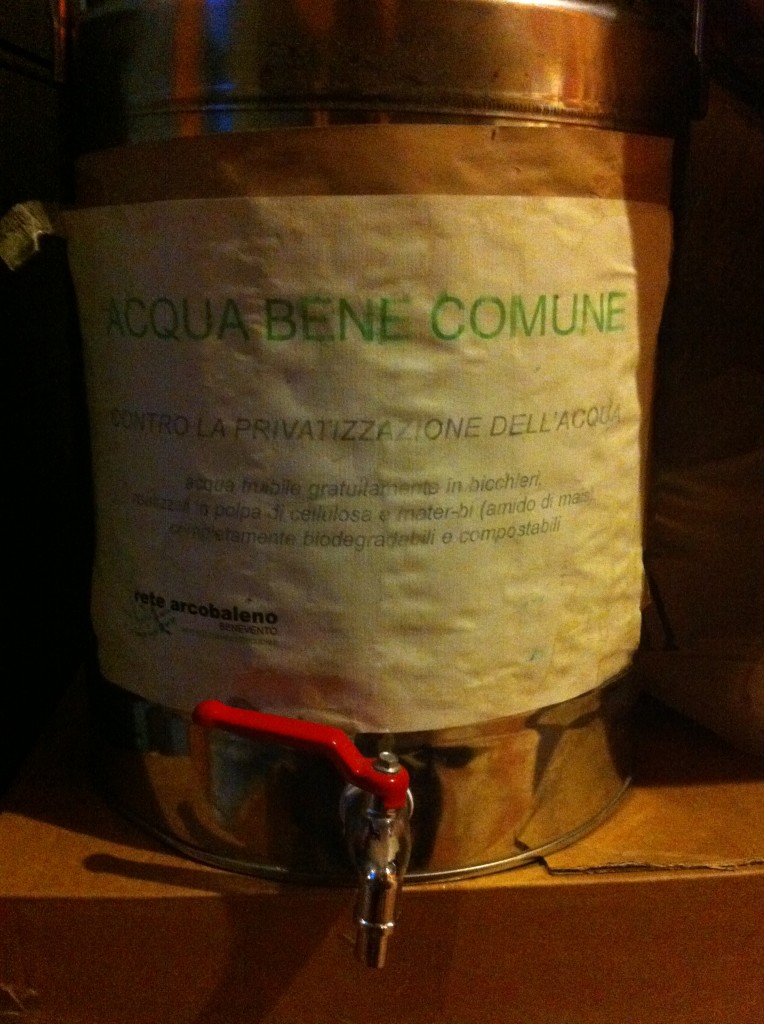 ACQUA BENE COMUNE
CONTRO LA PRIVATIZZAZIONE DELL'ACQUA
acqua fruibile gratuitamente in bicchieri,
realizzati in polpa di cellulosa e mater-bi (amido di mais),
completamente biodegradabili e compostabili
rete arcobaleno
BENEVENTO